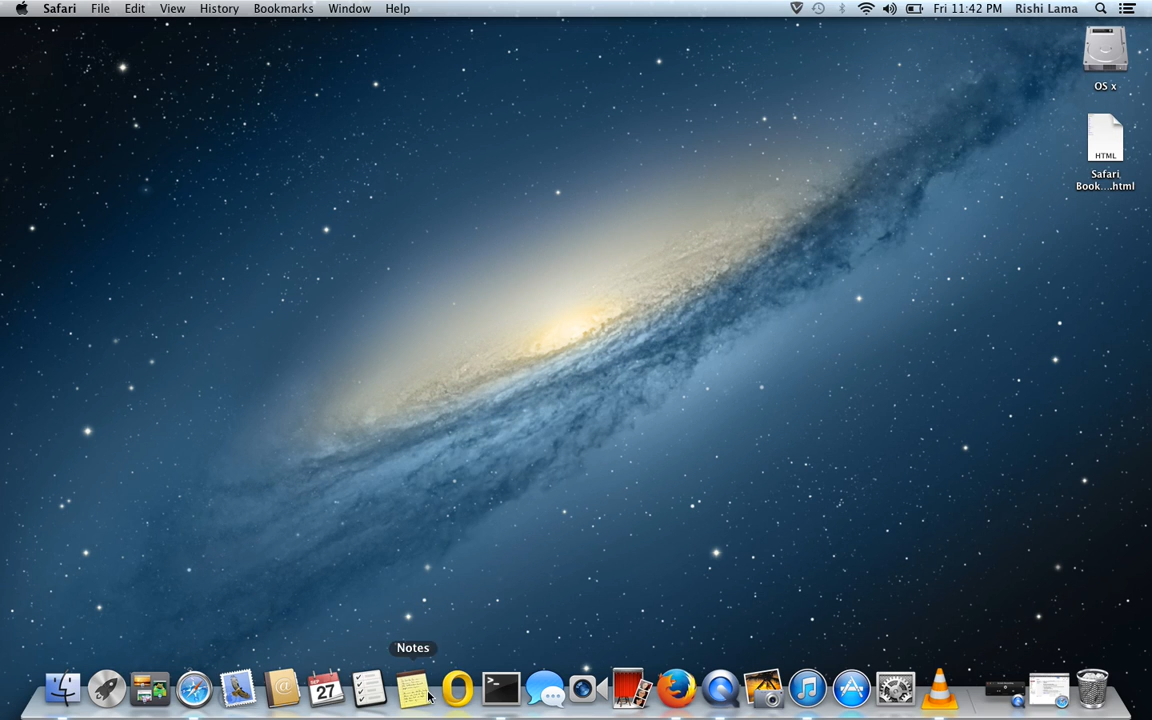 Safari File Edit View History Bookmarks Window Help Fri 11:42 PM Rishi Lama
OS x
HTML
Safari
Book....html
Notes
SEP
27